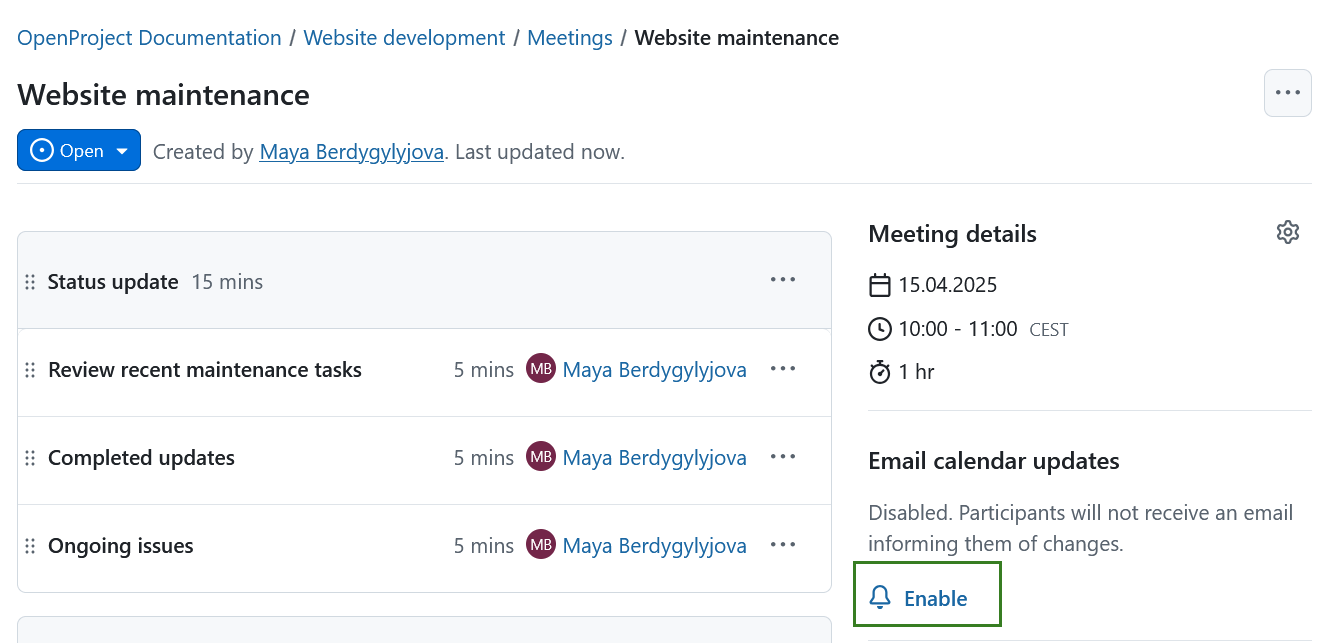 OpenProject Documentation / Website development / Meetings / Website maintenance
Website maintenance
Open
Created by Maya Berdygylyjova. Last updated now.
Status update 15 mins
Review recent maintenance tasks 5 mins MB Maya Berdygylyjova
Completed updates 5 mins MB Maya Berdygylyjova
Ongoing issues 5 mins MB Maya Berdygylyjova
Meeting details
15.04.2025
10:00 - 11:00 CEST
1 hr
Email calendar updates
Disabled. Participants will not receive an email
informing them of changes.
Enable